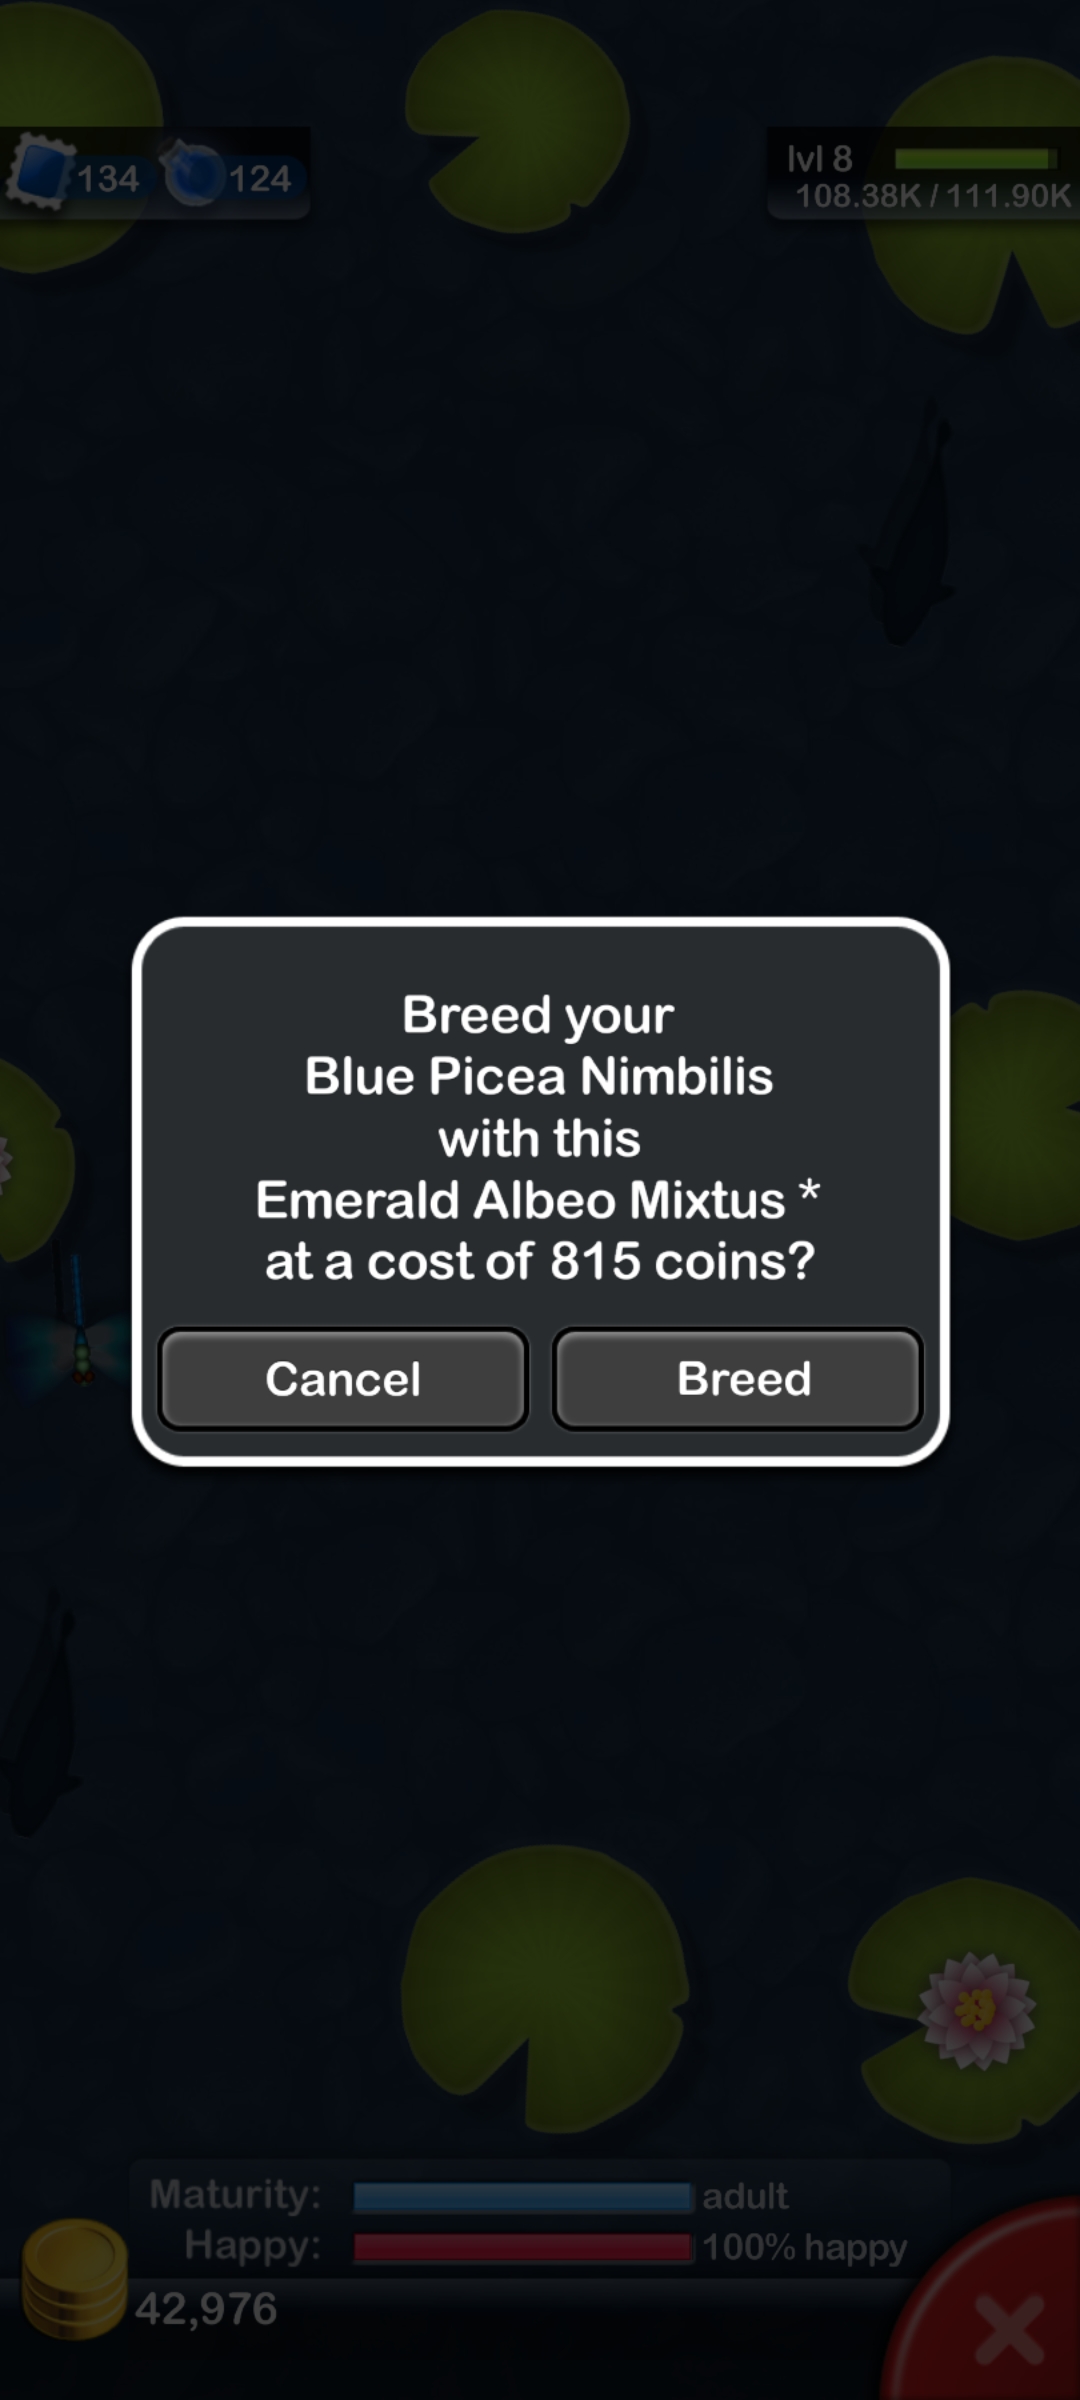 134 124
lvl 8
108.38K / 111.90K
Breed your
Blue Picea Nimbilis
with this
Emerald Albeo Mixtus *
at a cost of 815 coins?
Cancel Breed
Maturity: adult
Happy: 100% happy
42,976